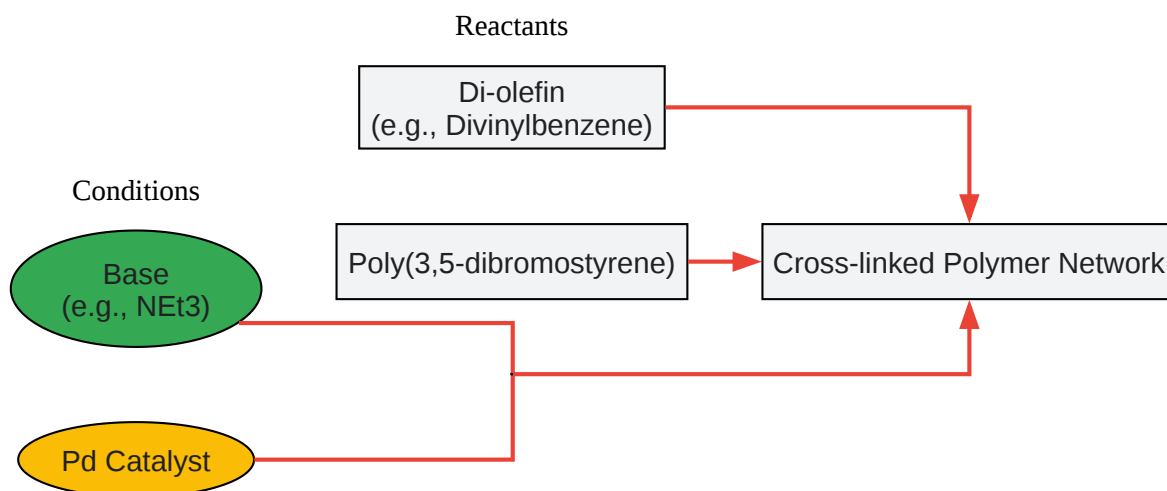 Reactants
Di-olefin
(e.g., Divinylbenzene)
Conditions
Base
(e.g., NEt3)
Poly(3,5-dibromostyrene)
Cross-linked Polymer Network
Pd Catalyst